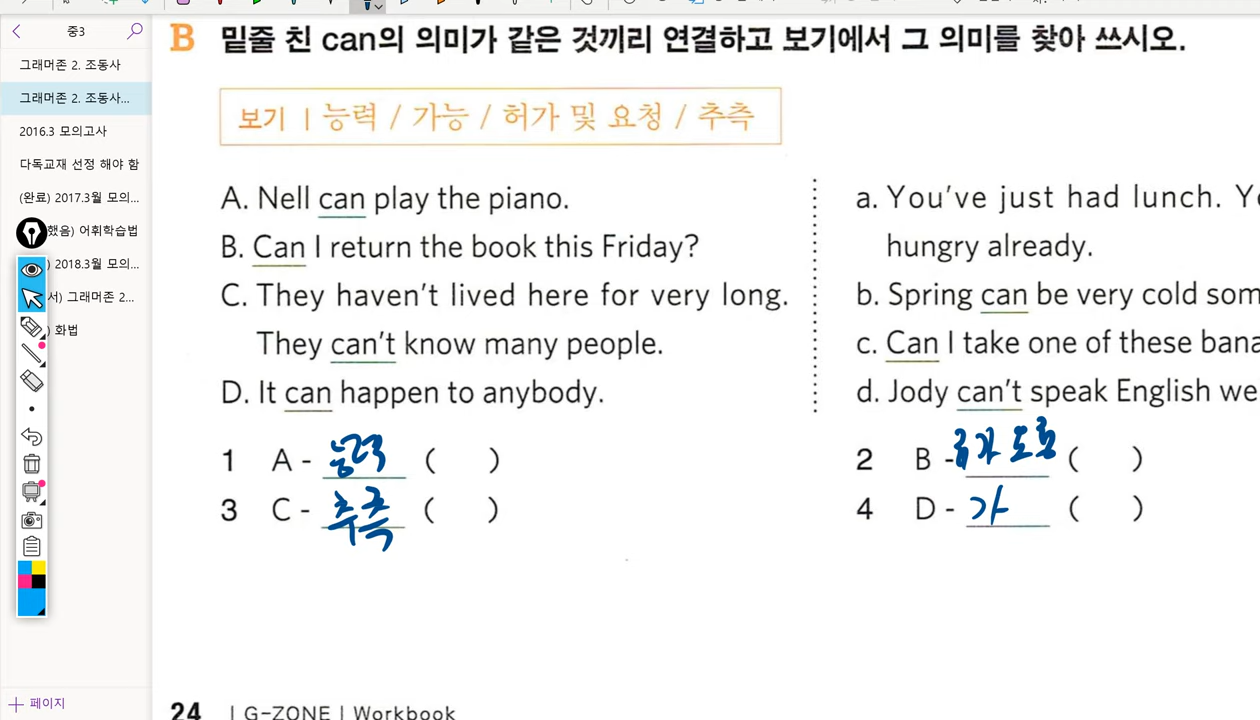 중3
그래머존 2. 조동사
그래머존 2. 조동사...
2016.3 모의고사
다독교재 선정 해야 함
(완료) 2017.3월 모의...
했음) 어휘학습법
) 2018.3월 모의...
서) 그래머존 2...
) 화법
페이지
B 밑줄 친 can의 의미가 같은 것끼리 연결하고 보기에서 그 의미를 찾아 쓰시오.
보기 | 능력 / 가능 / 허가 및 요청 / 추측
A. Nell can play the piano.
B. Can I return the book this Friday?
C. They haven't lived here for very long.
They can't know many people.
D. It can happen to anybody.
a. You've just had lunch. Y
hungry already.
b. Spring can be very cold som
c. Can I take one of these bana
d. Jody can't speak English we
1 A - 능력 ( )
2 B - ( )
3 C - 추측 ( )
4 D - 가 ( )
24 | G-ZONE | Workbook